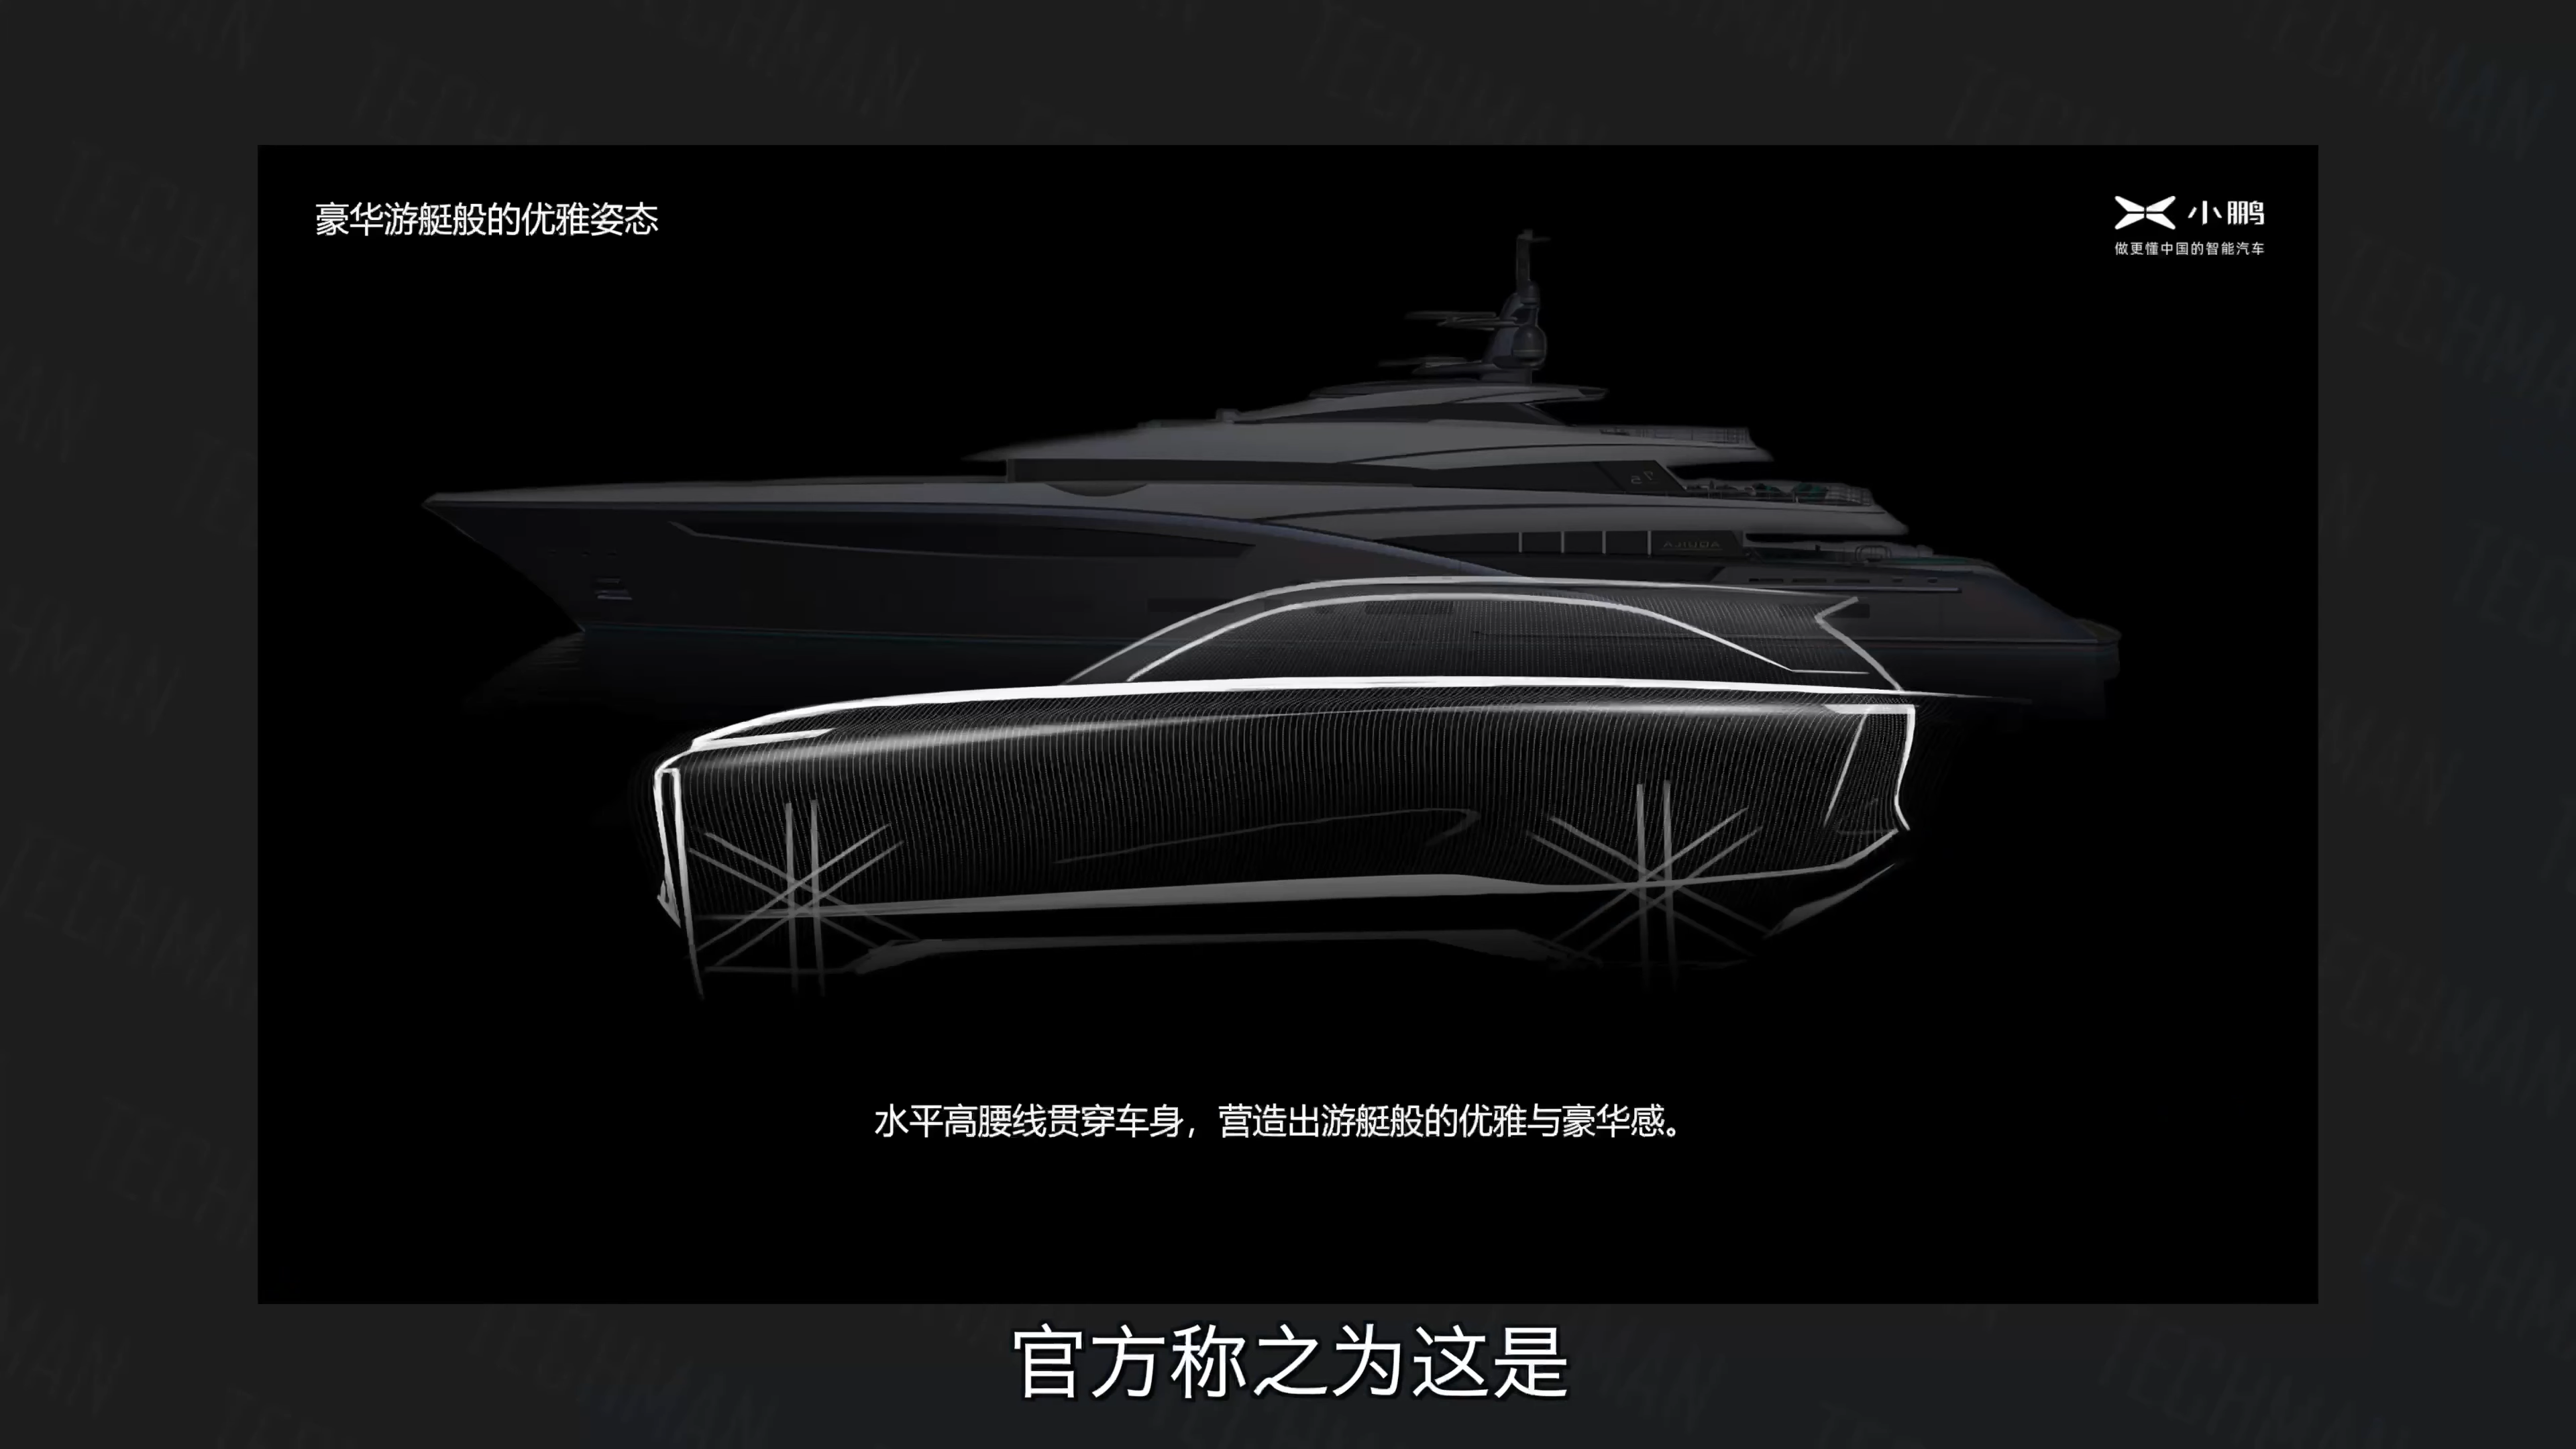 豪华游艇般的优雅姿态
小鹏
做更懂中国的智能汽车
水平高腰线贯穿车身，营造出游艇般的优雅与豪华感。
官方称之为这是
TECHMAN